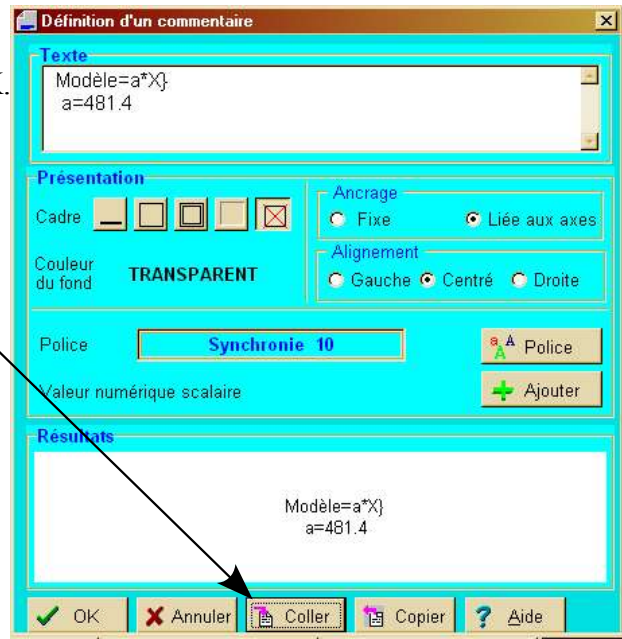 Définition d'un commentaire
Texte
Modèle=a*X}
a=481.4
Présentation
Cadre
Ancrage
Fixe Liée aux axes
Couleur du fond TRANSPARENT
Alignement
Gauche Centré Droite
Police Synchronie 10 Police
Valeur numérique scalaire Ajouter
Résultats
Modèle=a*X}
a=481.4
OK Annuler Coller Copier Aide